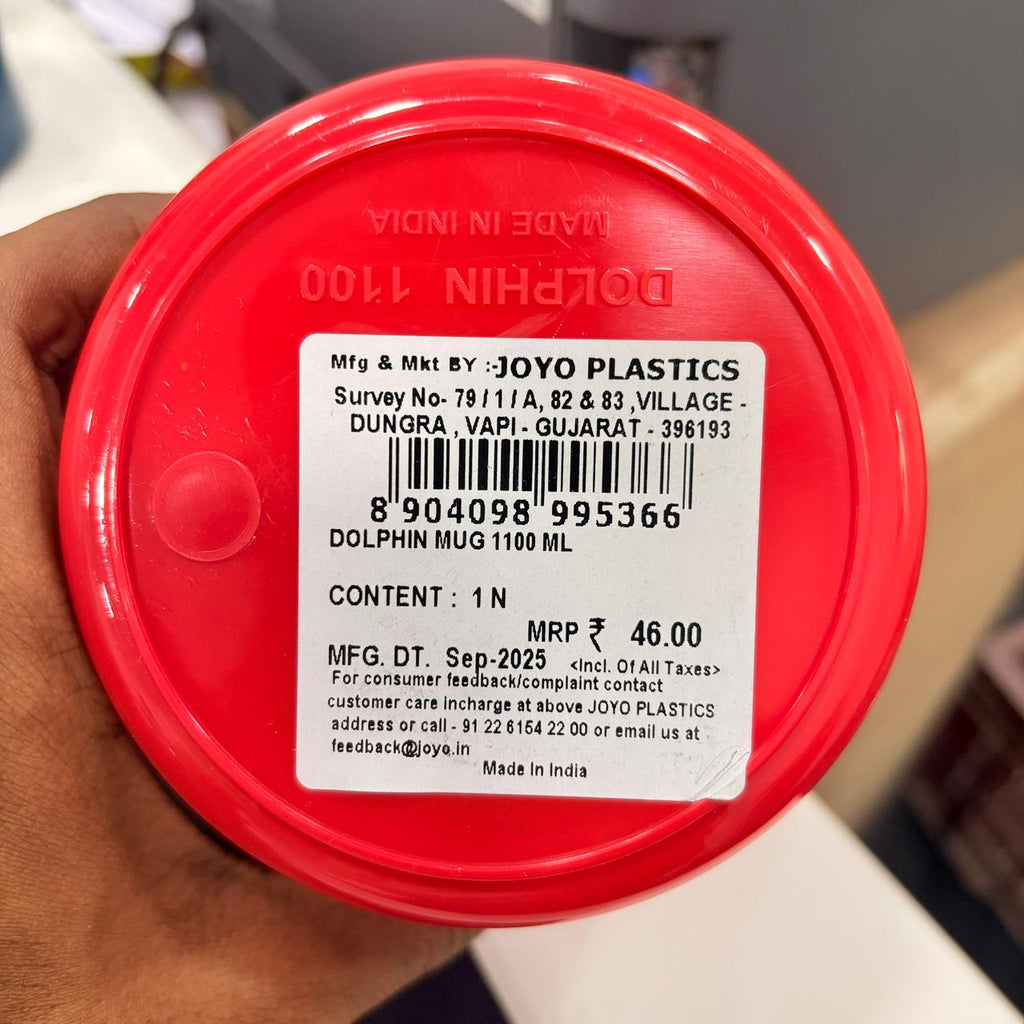 MADE IN INDIA
DOLPHIN 1100
Mfg & Mkt BY :-JOYO PLASTICS
Survey No- 79 / 1 / A, 82 & 83 ,VILLAGE -
DUNGRA , VAPI - GUJARAT - 396193
8 904098 995366
DOLPHIN MUG 1100 ML
CONTENT : 1 N
MRP ₹ 46.00
MFG. DT. Sep-2025 <Incl. Of All Taxes>
For consumer feedback/complaint contact
customer care incharge at above JOYO PLASTICS
address or call - 91 22 6154 22 00 or email us at
feedback@joyo.in
Made In India